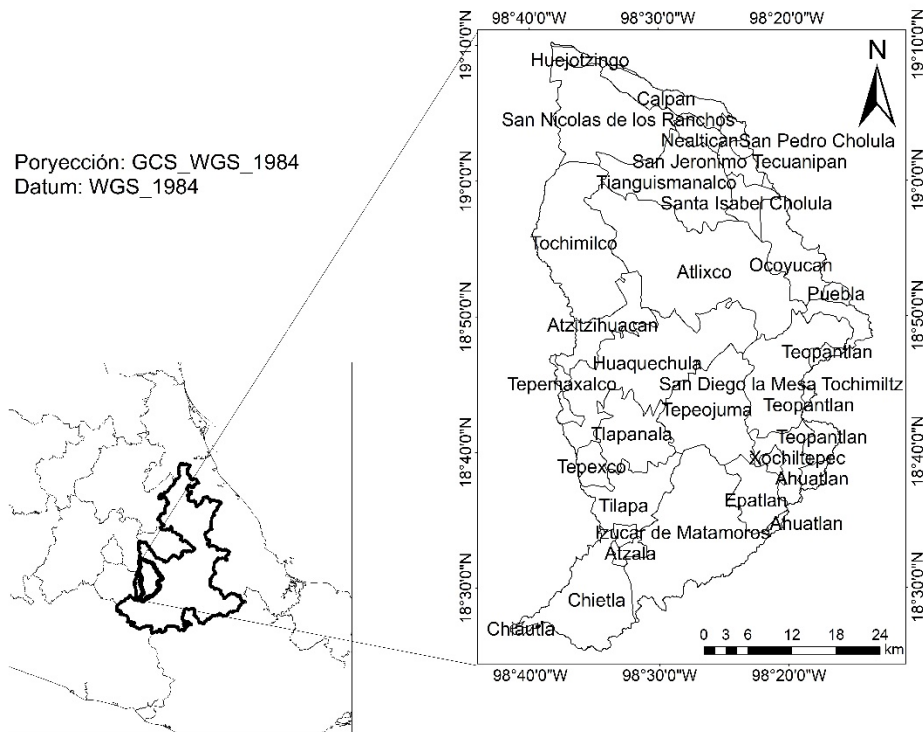 Poryección: GCS_WGS_1984
Datum: WGS_1984
98°40'0"W 98°30'0"W 98°20'0"W
19°10'0"N 19°10'0"N
N
Huejotzingo
Calpan
San Nicolas de los Ranchos
Nealtican San Pedro Cholula
San Jeronimo Tecuanipan
19°0'0"N 19°0'0"N
Tianguismanalco
Santa Isabel Cholula
Tochimilco
Ocoyucan
Atlixco
Puebla
18°50'0"N 18°50'0"N
Atzitzihuacan
Teopantlan
Huaquechula
Tepemaxalco San Diego la Mesa Tochimiltz
Tepeojuma Teopantlan
Tlapanala Teopantlan
18°40'0"N 18°40'0"N
Xochiltepec
Tepexco
Ahuatlan
Epatlan
Tilapa
Ahuatlan
Izucar de Matamoros
Atzala
18°30'0"N 18°30'0"N
Chietla
Chiautla
0 3 6 12 18 24
km
98°40'0"W 98°30'0"W 98°20'0"W